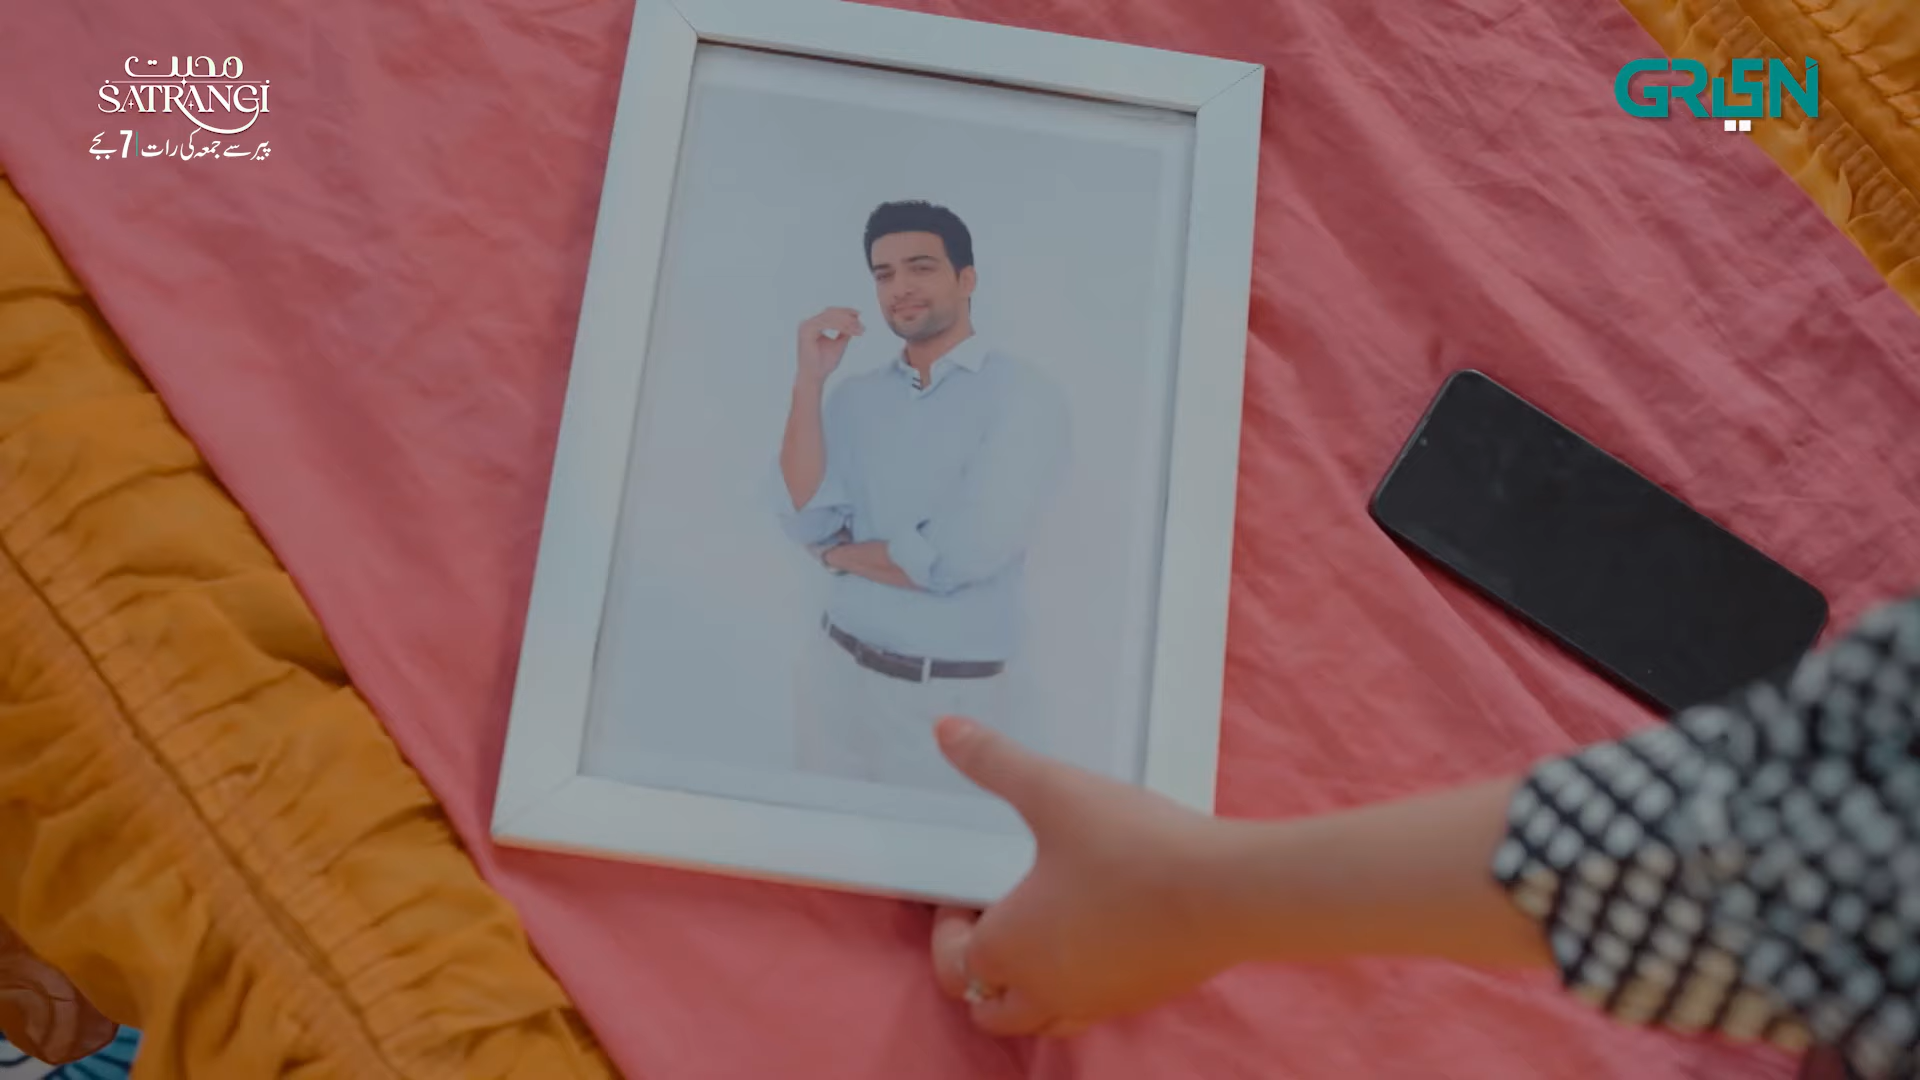 محبت
SATRANGI
پیر سے جمعہ کی رات | 7 بجے
GREEN